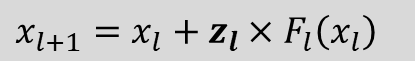 x_{l+1} = x_l + z_l × F_l(x_l)